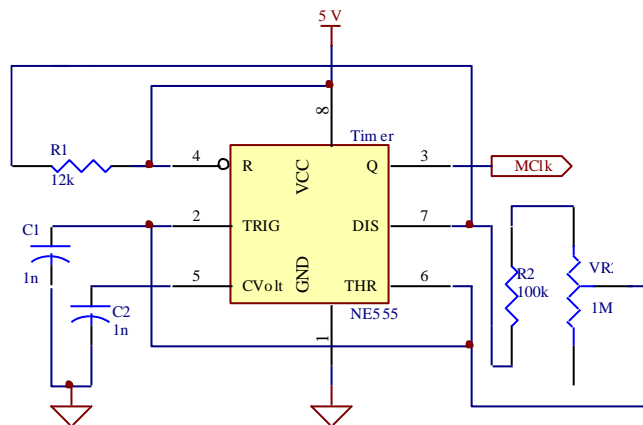 5 V
8
Timer
R1
12k
4
R
VCC
Q
3
MClk
C1
1n
2
TRIG
DIS
7
5
CVolt
GND
THR
6
C2
1n
NE555
1
R2
100k
VR2
1M